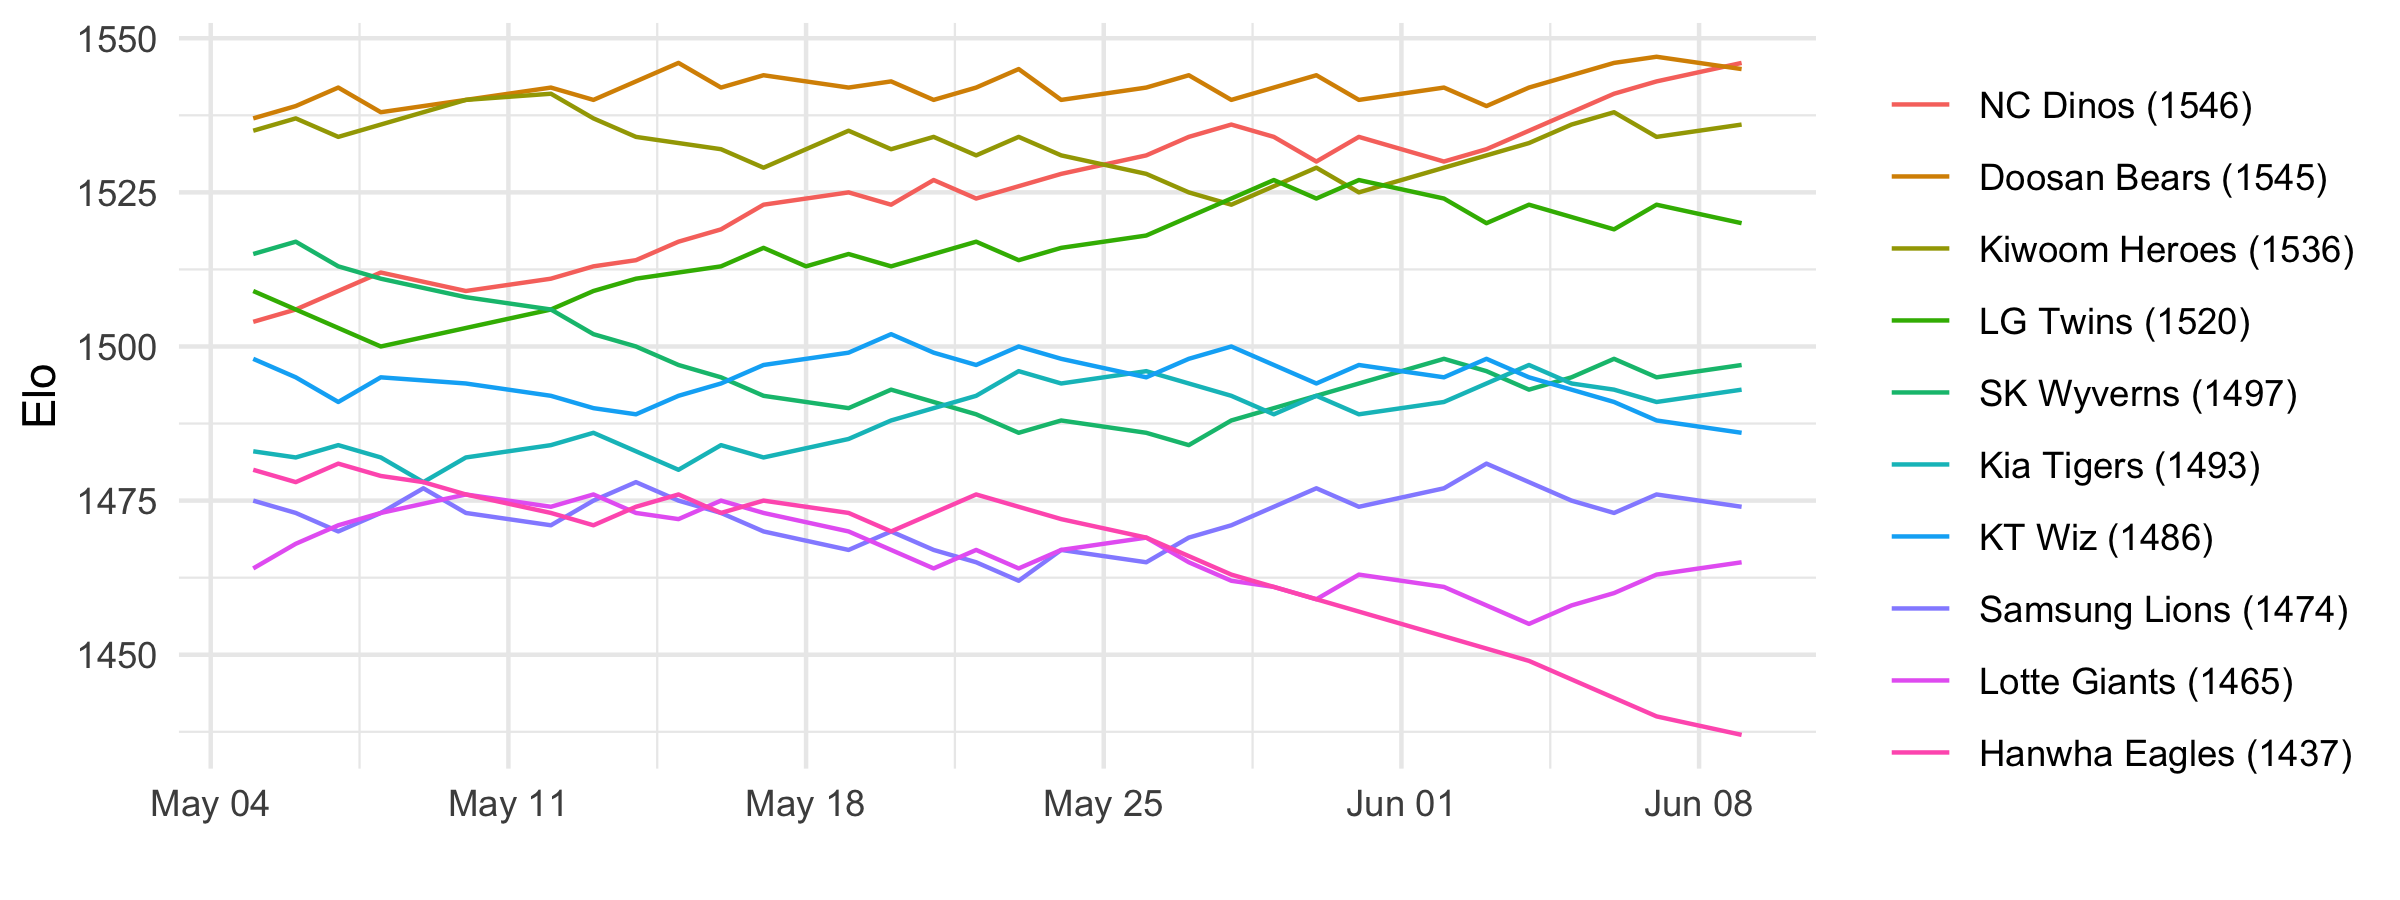 1550
1525
1500
1475
1450
Elo
May 04
May 11
May 18
May 25
Jun 01
Jun 08
NC Dinos (1546)
Doosan Bears (1545)
Kiwoom Heroes (1536)
LG Twins (1520)
SK Wyverns (1497)
Kia Tigers (1493)
KT Wiz (1486)
Samsung Lions (1474)
Lotte Giants (1465)
Hanwha Eagles (1437)